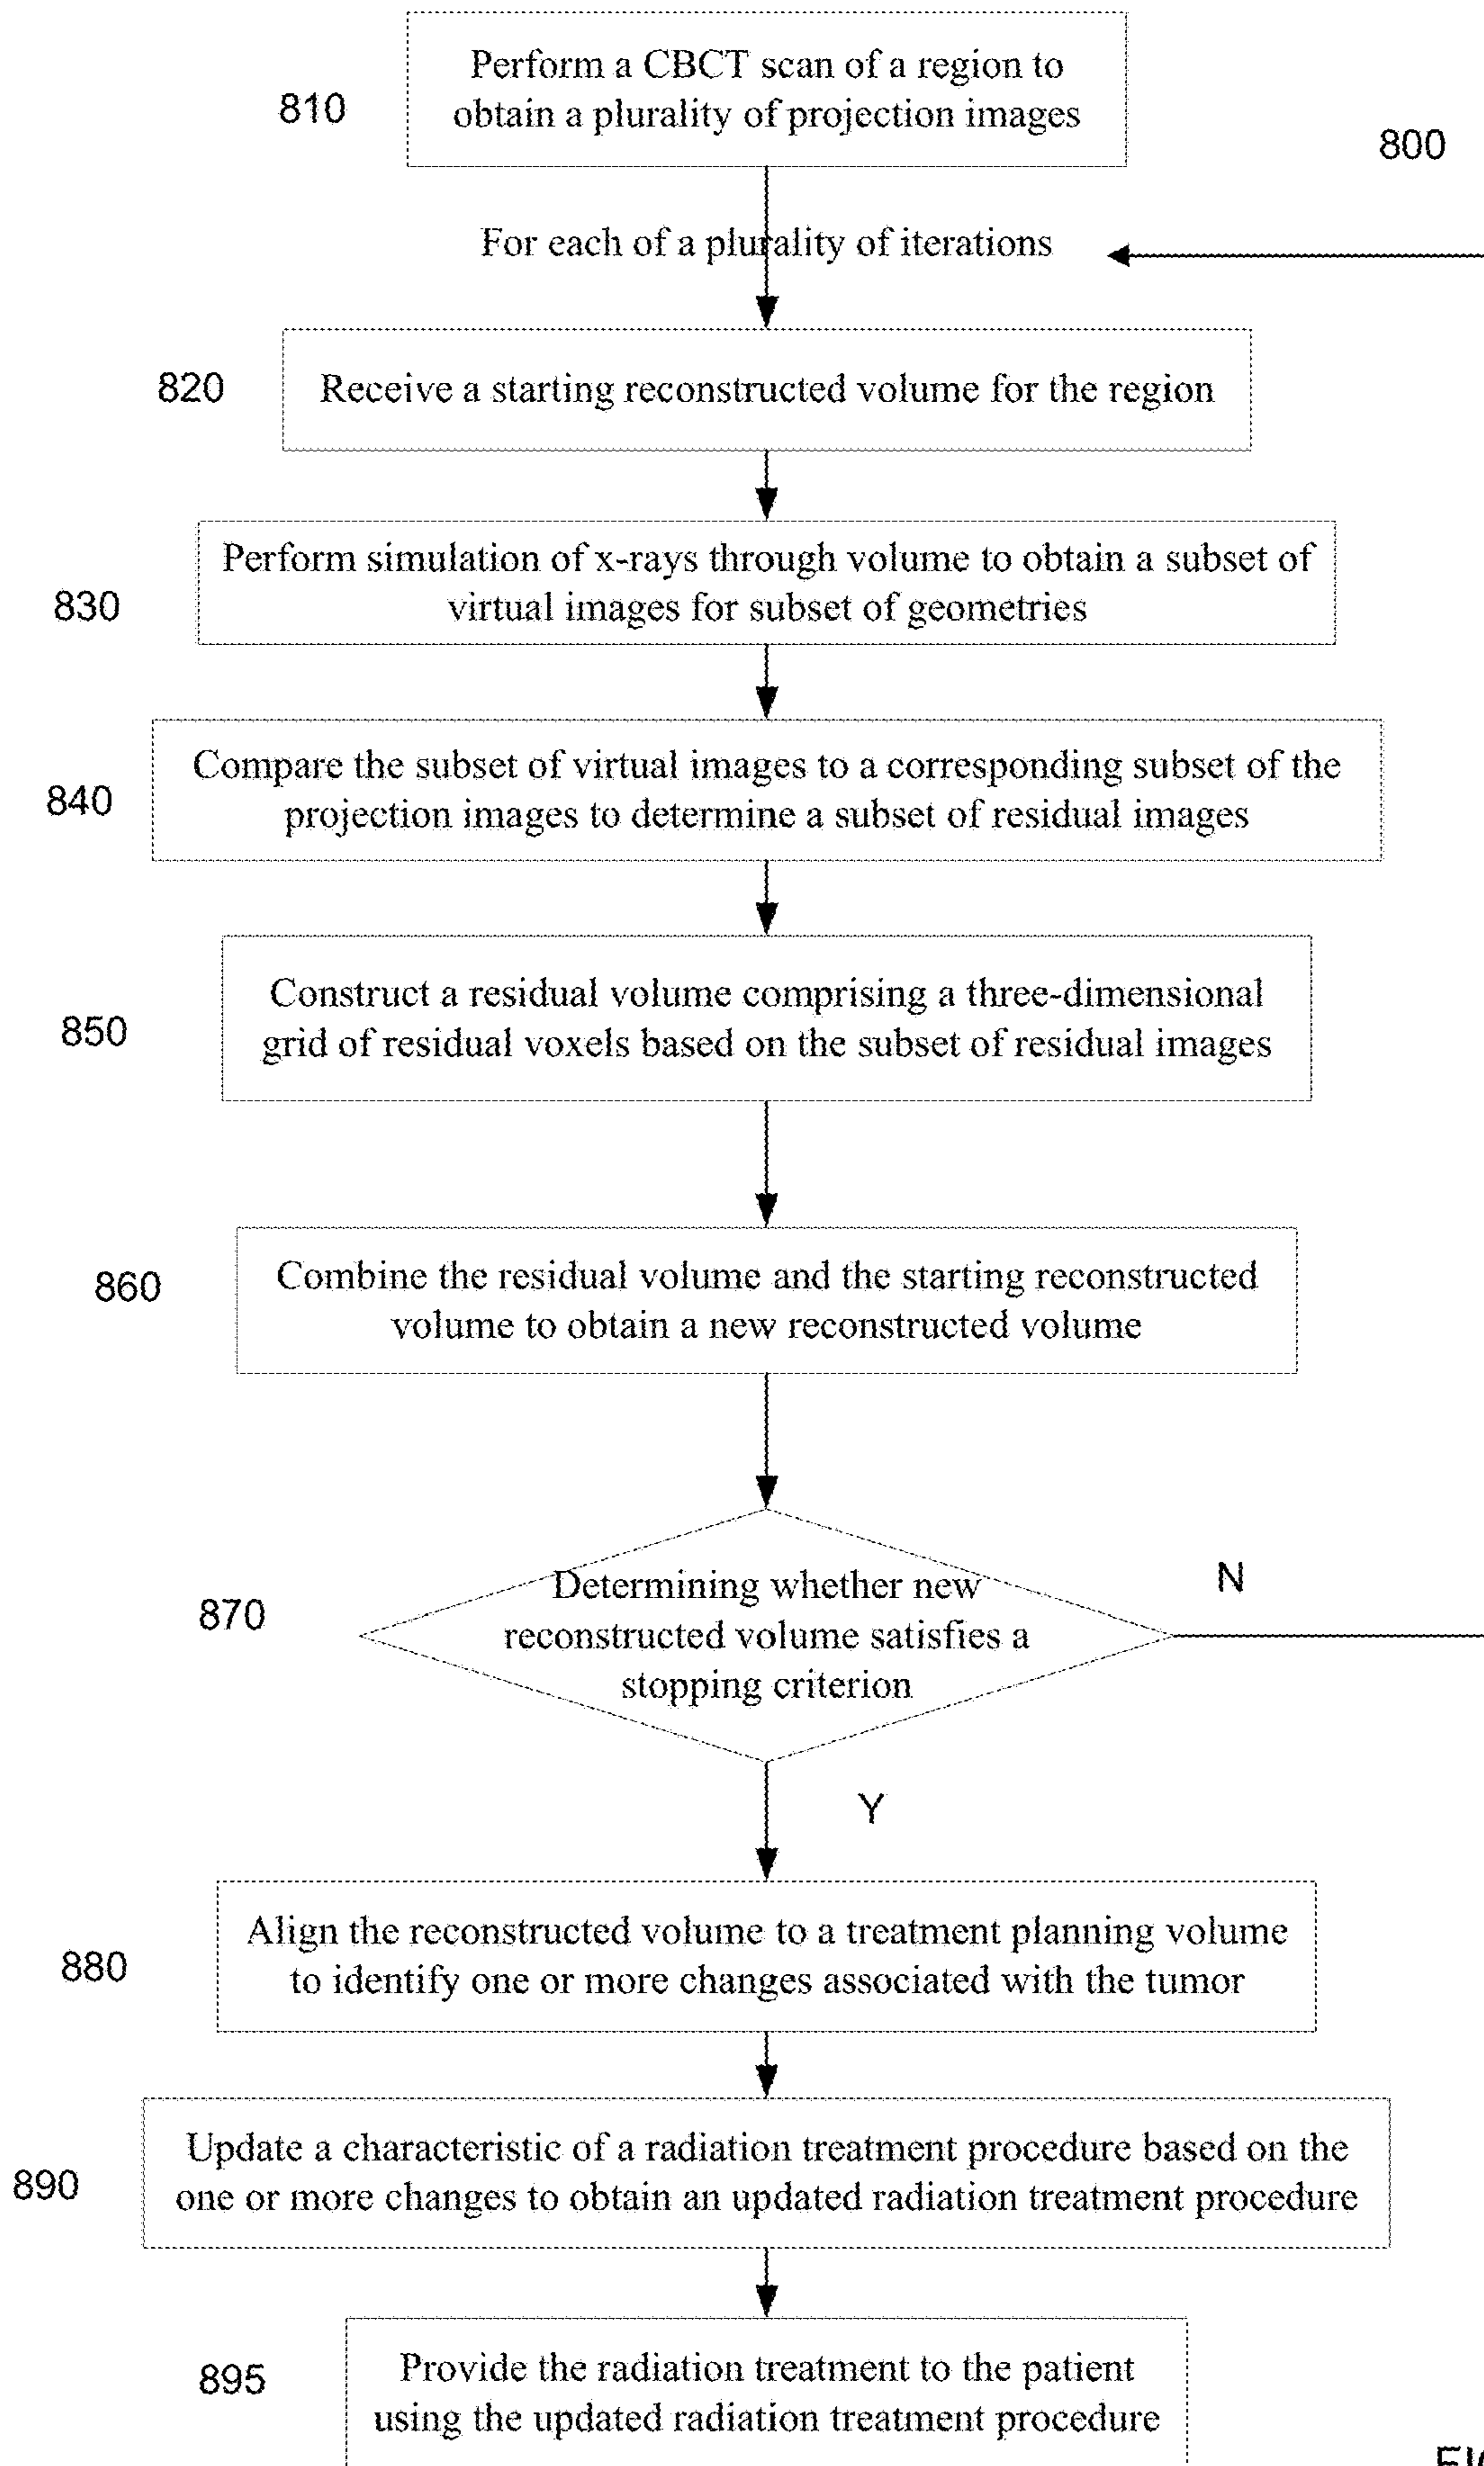 810
Perform a CBCT scan of a region to
obtain a plurality of projection images
800
For each of a plurality of iterations
820
Receive a starting reconstructed volume for the region
830
Perform simulation of x-rays through volume to obtain a subset of
virtual images for subset of geometries
840
Compare the subset of virtual images to a corresponding subset of the
projection images to determine a subset of residual images
850
Construct a residual volume comprising a three-dimensional
grid of residual voxels based on the subset of residual images
860
Combine the residual volume and the starting reconstructed
volume to obtain a new reconstructed volume
870
Determining whether new
reconstructed volume satisfies a
stopping criterion
N
Y
880
Align the reconstructed volume to a treatment planning volume
to identify one or more changes associated with the tumor
890
Update a characteristic of a radiation treatment procedure based on the
one or more changes to obtain an updated radiation treatment procedure
895
Provide the radiation treatment to the patient
using the updated radiation treatment procedure